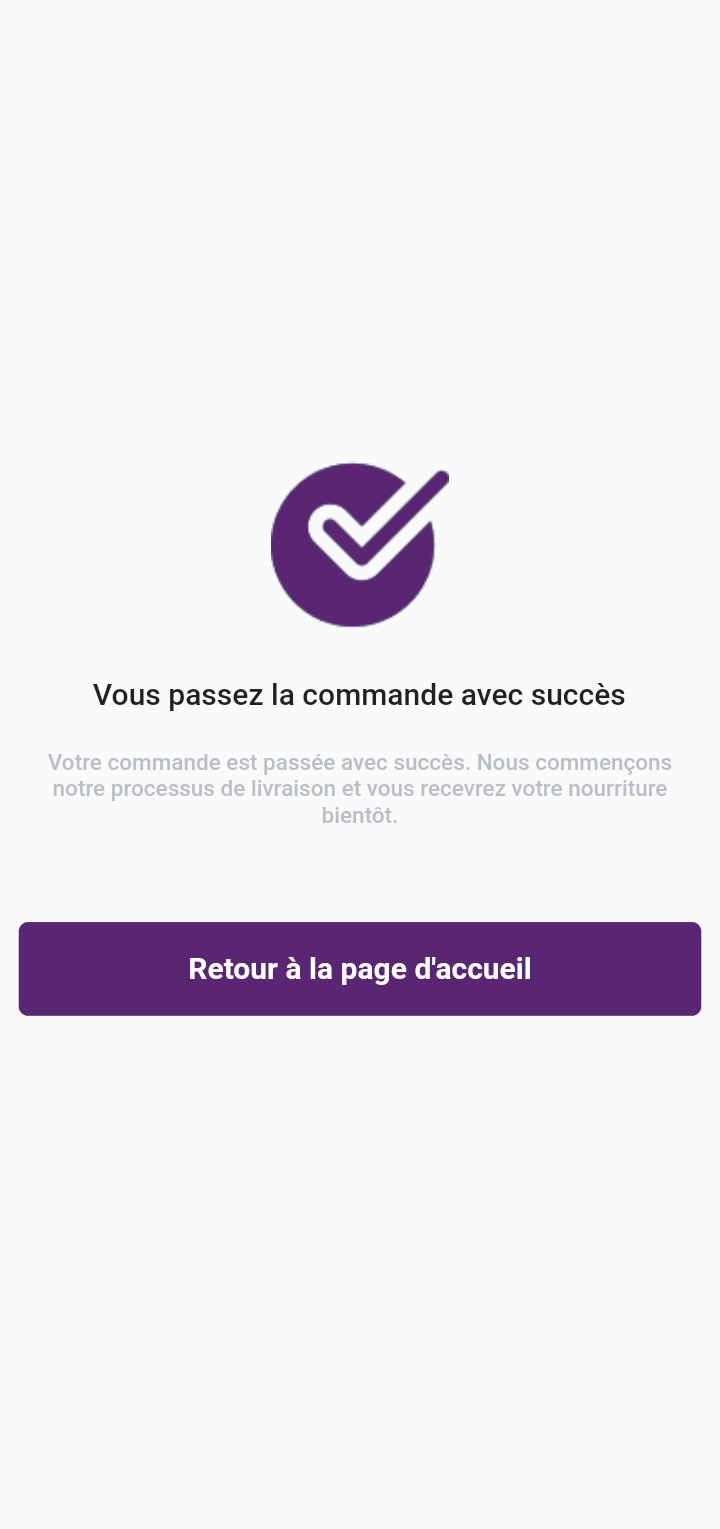 Vous passez la commande avec succès
Votre commande est passée avec succès. Nous commençons
notre processus de livraison et vous recevrez votre nourriture
bientôt.
Retour à la page d'accueil